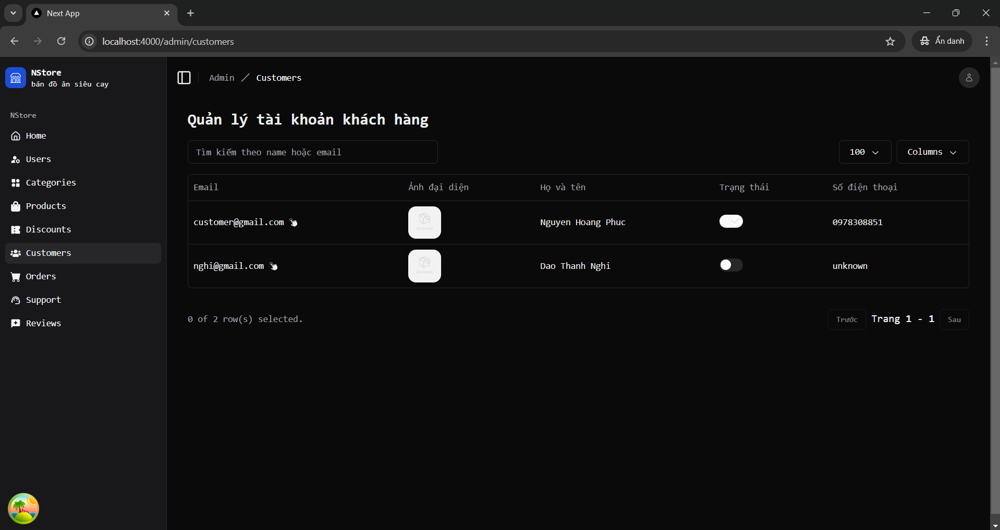 Next App
localhost:4000/admin/customers
Ẩn danh
NStore
bán đồ ăn siêu cay
NStore
Home
Users
Categories
Products
Discounts
Customers
Orders
Support
Reviews
Admin / Customers
Quản lý tài khoản khách hàng
Tìm kiếm theo name hoặc email
100
Columns
Email Ảnh đại diện Họ và tên Trạng thái Số điện thoại
customer@gmail.com Nguyen Hoang Phuc 0978308851
nghi@gmail.com Dao Thanh Nghi unknown
0 of 2 row(s) selected.
Trước Trang 1 - 1 Sau